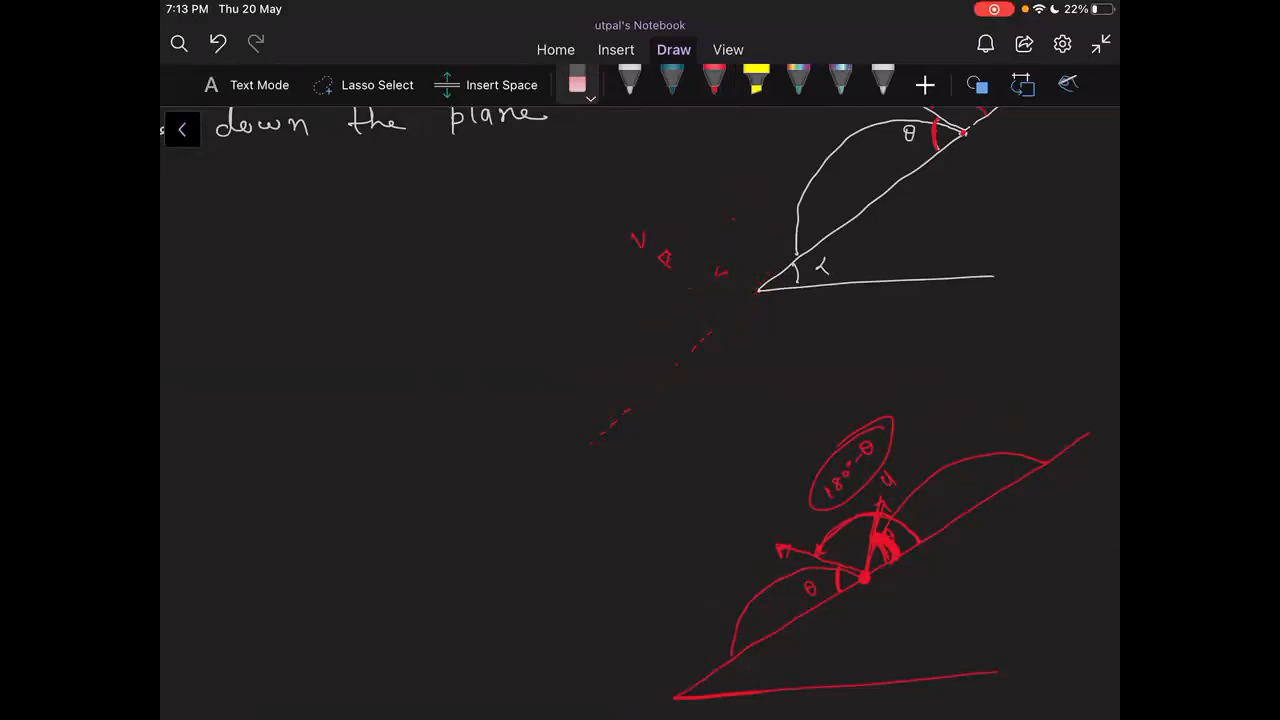 7:13 PM Thu 20 May
22%
utpal's Notebook
Home Insert Draw View
A Text Mode Lasso Select Insert Space
down the plane
θ
α
180°-θ
u
θ